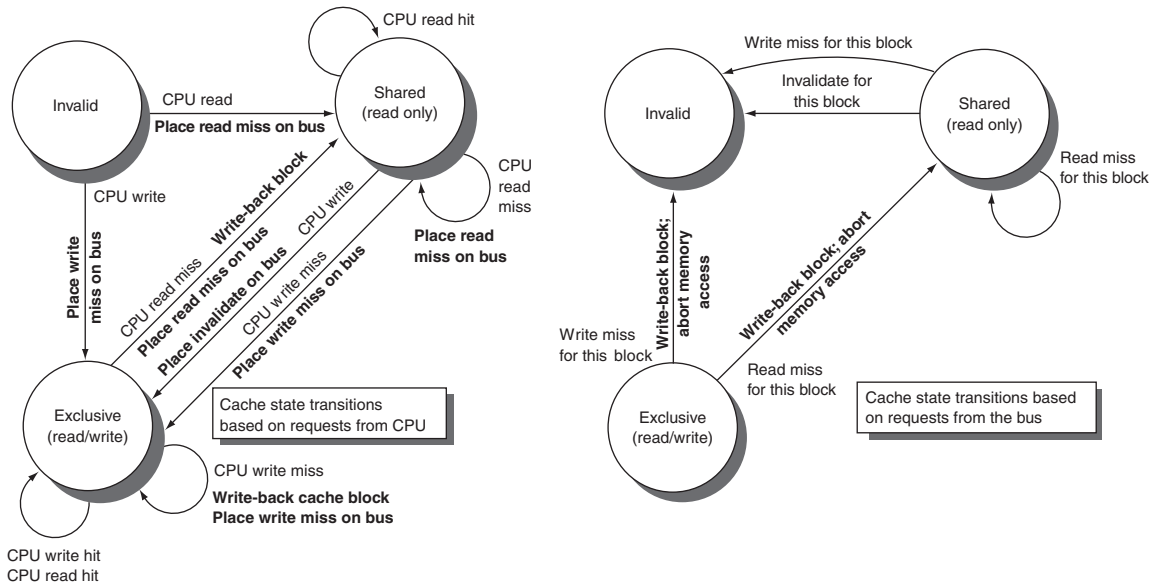 CPU read hit
Invalid
Shared
(read only)
CPU read
Place read miss on bus
CPU write
Place write
miss on bus
CPU read miss
Write-back block
Place read miss on bus
CPU write
Place invalidate on bus
CPU write miss
Place write miss on bus
CPU
read
miss
Place read
miss on bus
Exclusive
(read/write)
Cache state transitions
based on requests from CPU
CPU write miss
Write-back cache block
Place write miss on bus
CPU write hit
CPU read hit
Write miss for this block
Invalidate for
this block
Invalid
Shared
(read only)
Read miss
for this block
Write-back block;
abort memory
access
Write-back block; abort
memory access
Write miss
for this block
Read miss
for this block
Exclusive
(read/write)
Cache state transitions based
on requests from the bus